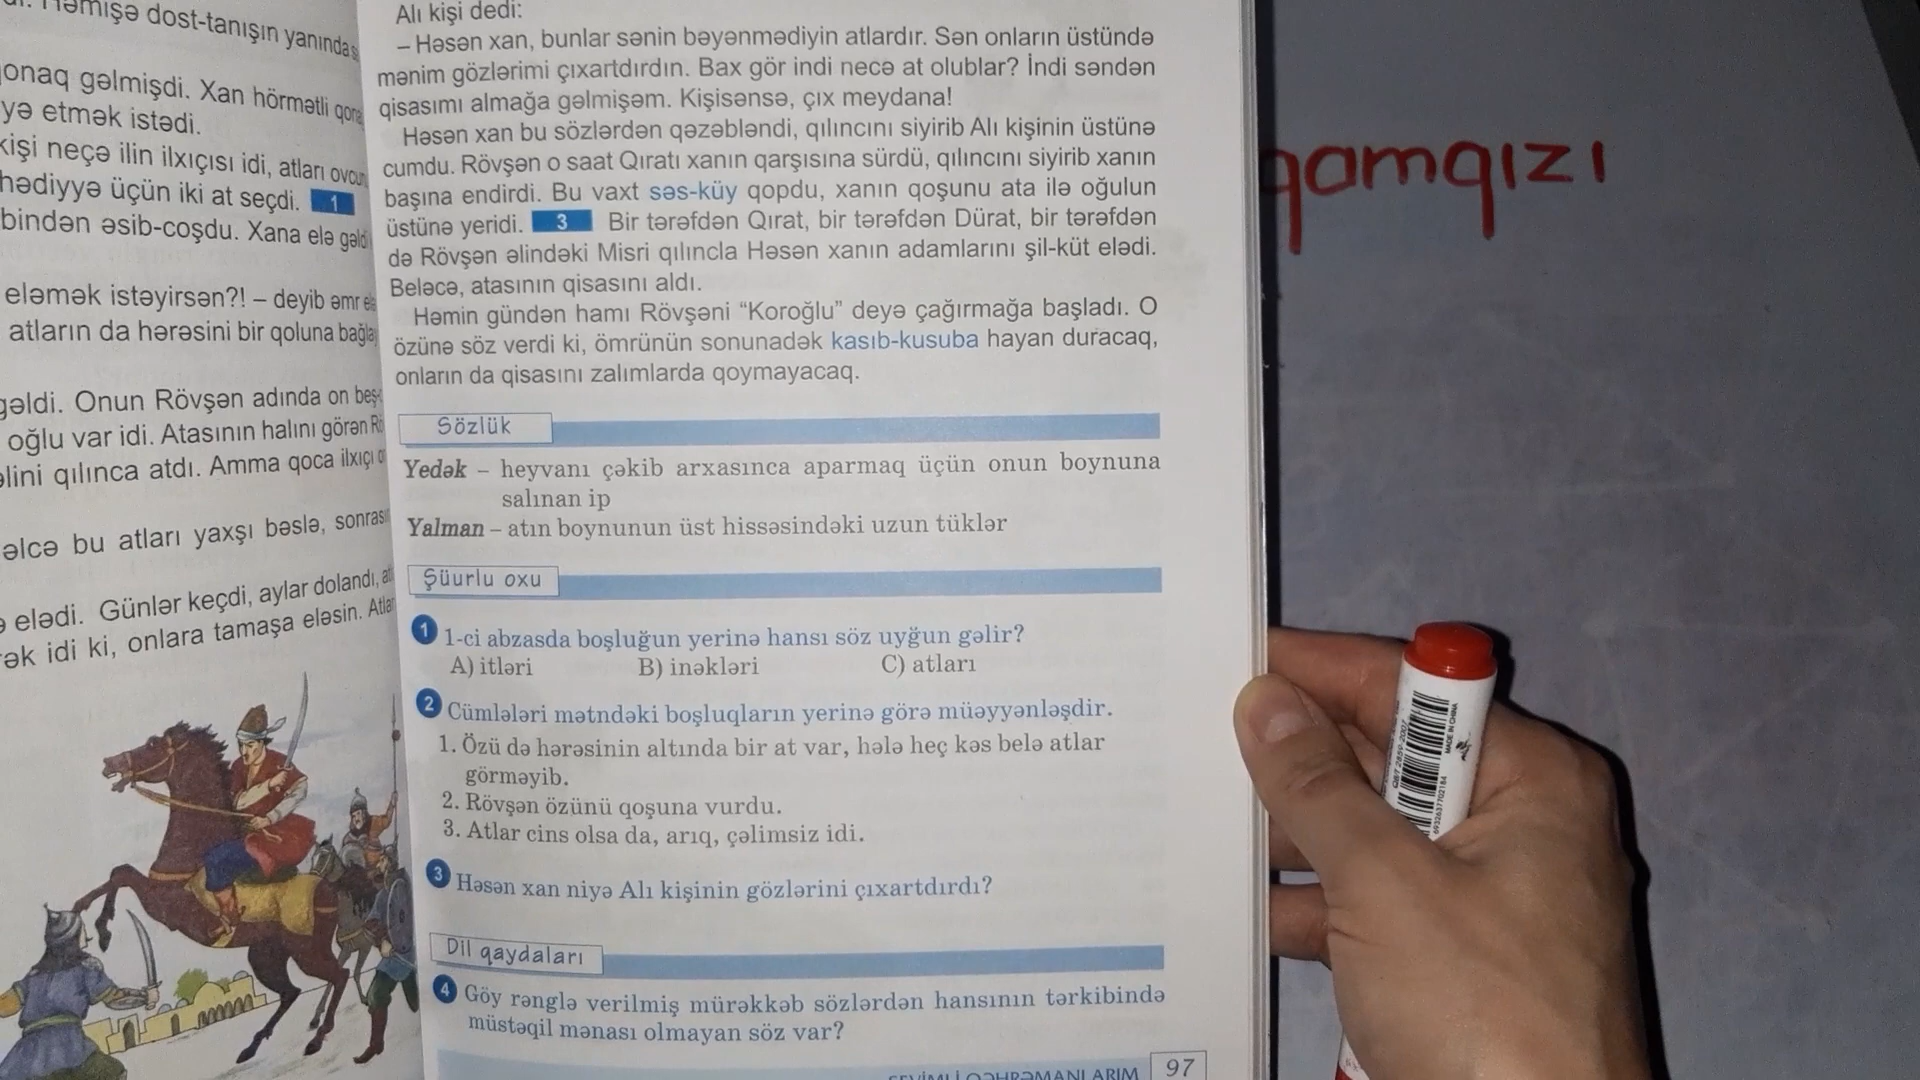 Həmişə dost-tanışın yanında
gəlmişdi. Xan hörmətli
etmək istədi.
neçə ilin ilxıçısı idi, atları
hədiyyə üçün iki at seçdi. 1
əsib-coşdu. Xana elə
eləmək istəyirsən?! – deyib əmr
atların da hərəsini bir qoluna
gəldi. Onun Rövşən adında on
oğlu var idi. Atasının halını görən
qılınca atdı. Amma qoca ilxıçı
bu atları yaxşı bəslə,
elədi. Günlər keçdi, aylar dolandı,
idi ki, onlara tamaşa eləsin.
Alı kişi dedi:
– Həsən xan, bunlar sənin bəyənmədiyin atlardır. Sən onların üstündə
mənim gözlərimi çıxartdırdın. Bax gör indi necə at olublar? İndi səndən
qisasımı almağa gəlmişəm. Kişisənsə, çıx meydana!
Həsən xan bu sözlərdən qəzəbləndi, qılıncını siyirib Alı kişinin üstünə
cumdu. Rövşən o saat Qıratı xanın qarşısına sürdü, qılıncını siyirib xanın
başına endirdi. Bu vaxt səs-küy qopdu, xanın qoşunu ata ilə oğulun
üstünə yeridi. 3 Bir tərəfdən Qırat, bir tərəfdən Dürat, bir tərəfdən
də Rövşən əlindəki Misri qılıncla Həsən xanın adamlarını şil-küt elədi.
Beləcə, atasının qisasını aldı.
Həmin gündən hamı Rövşəni “Koroğlu” deyə çağırmağa başladı. O
özünə söz verdi ki, ömrünün sonunadək kasıb-kusuba hayan duracaq,
onların da qisasını zalımlarda qoymayacaq.
Sözlük
Yedək – heyvanı çəkib arxasınca aparmaq üçün onun boynuna
salınan ip
Yalman – atın boynunun üst hissəsindəki uzun tüklər
Şüurlu oxu
1 1-ci abzasda boşluğun yerinə hansı söz uyğun gəlir?
A) itləri B) inəkləri C) atları
2 Cümlələri mətndəki boşluqların yerinə görə müəyyənləşdir.
1. Özü də hərəsinin altında bir at var, hələ heç kəs belə atlar
görməyib.
2. Rövşən özünü qoşuna vurdu.
3. Atlar cins olsa da, arıq, çəlimsiz idi.
3 Həsən xan niyə Alı kişinin gözlərini çıxartdırdı?
Dil qaydaları
4 Göy rənglə verilmiş mürəkkəb sözlərdən hansının tərkibində
müstəqil mənası olmayan söz var?
SEVİMLİ QƏHRƏMANLARIM 97
qamqızı
MADE IN CHINA